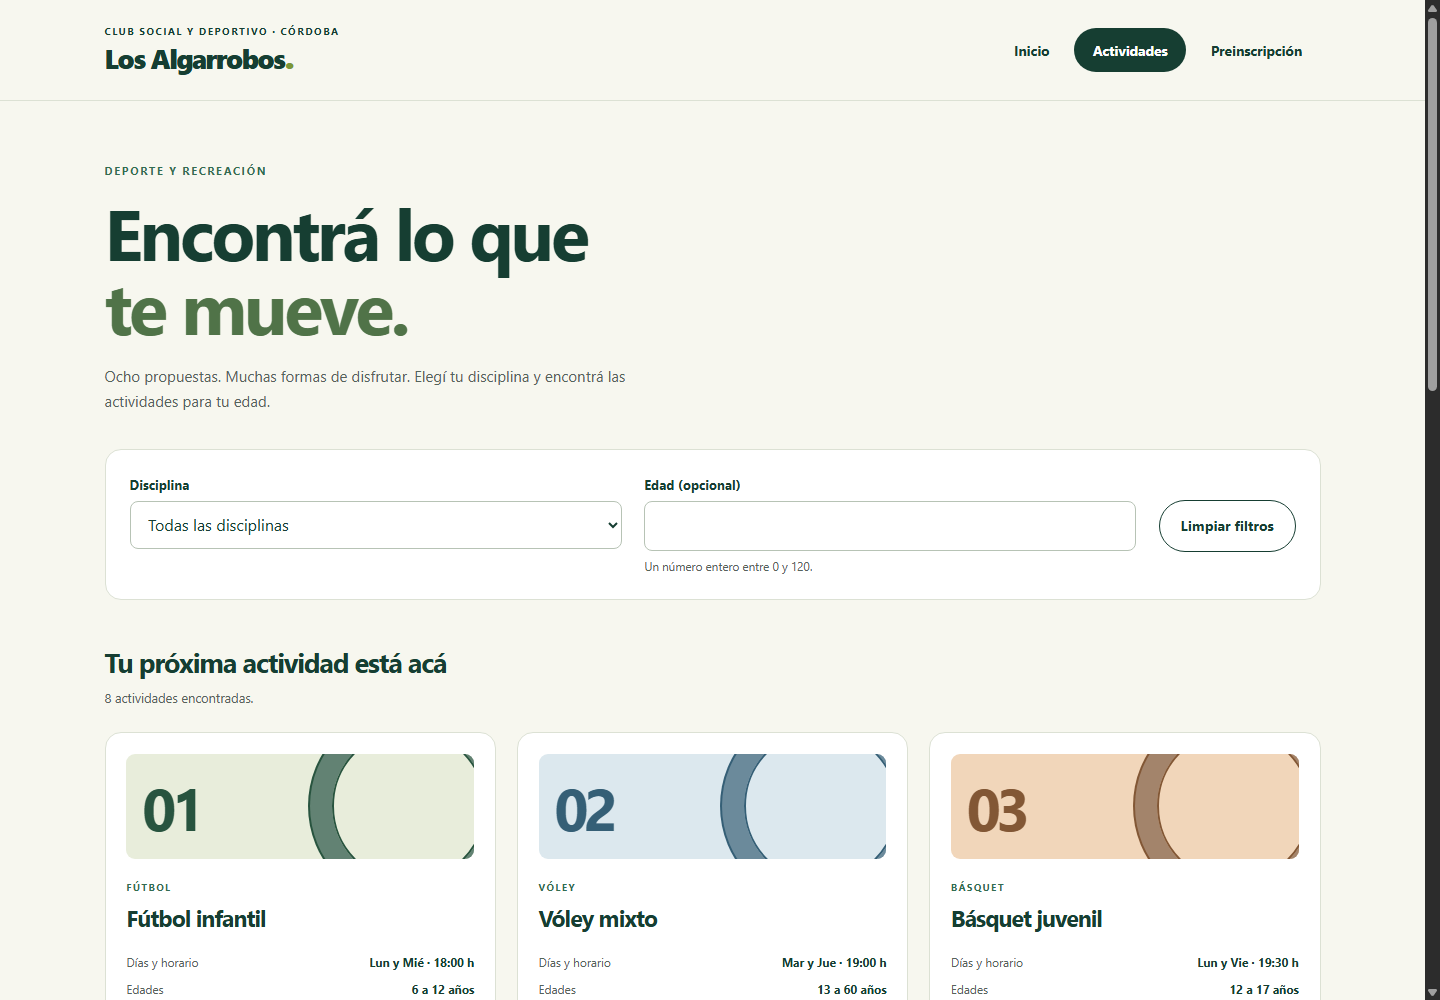 CLUB SOCIAL Y DEPORTIVO · CÓRDOBA
Los Algarrobos.
Inicio
Actividades
Preinscripción
DEPORTE Y RECREACIÓN
Encontrá lo que
te mueve.
Ocho propuestas. Muchas formas de disfrutar. Elegí tu disciplina y encontrá las
actividades para tu edad.
Disciplina
Todas las disciplinas
Edad (opcional)
Un número entero entre 0 y 120.
Limpiar filtros
Tu próxima actividad está acá
8 actividades encontradas.
01
FÚTBOL
Fútbol infantil
Días y horario Lun y Mié · 18:00 h
Edades 6 a 12 años
02
VÓLEY
Vóley mixto
Días y horario Mar y Jue · 19:00 h
Edades 13 a 60 años
03
BÁSQUET
Básquet juvenil
Días y horario Lun y Vie · 19:30 h
Edades 12 a 17 años